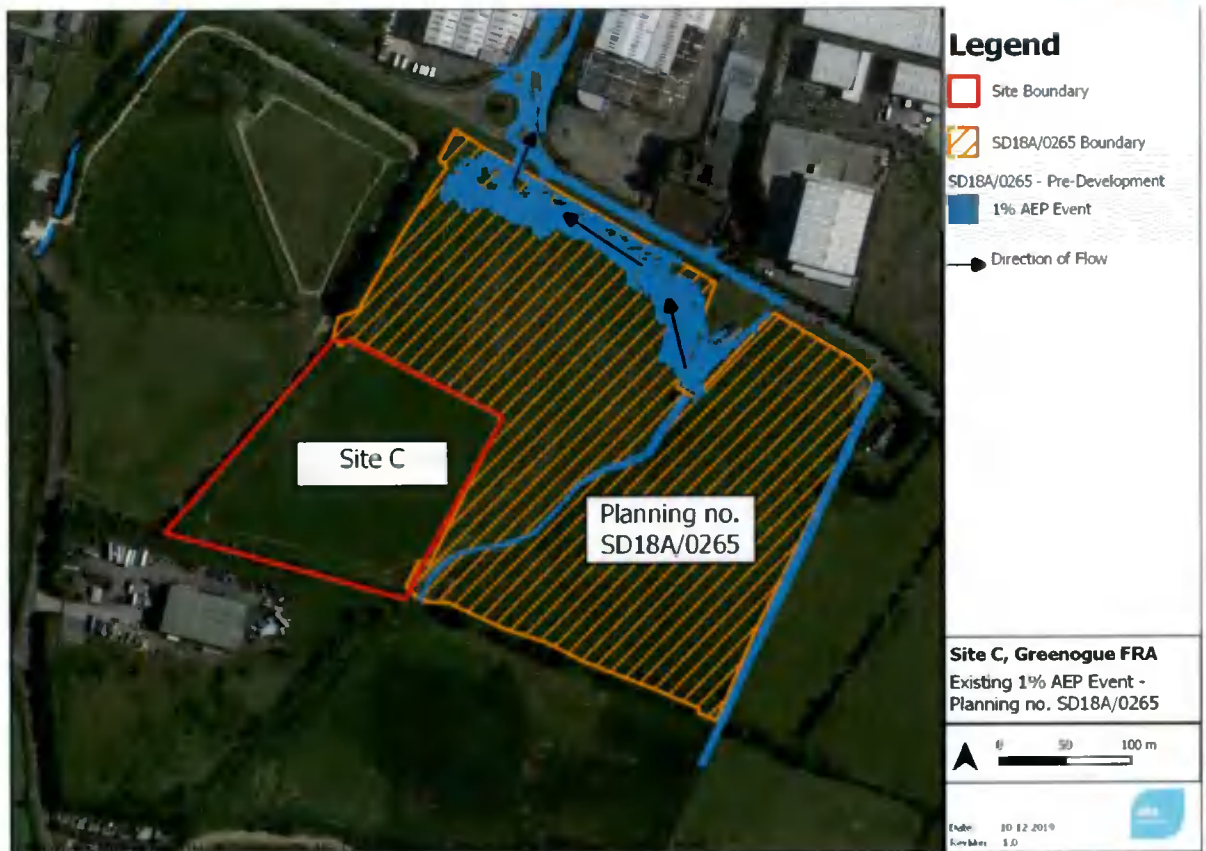 Legend
Site Boundary
SD18A/0265 Boundary
SD18A/0265 - Pre-Development
1% AEP Event
Direction of Flow
Site C
Planning no.
SD18A/0265
Site C, Greenogue FRA
Existing 1% AEP Event -
Planning no. SD18A/0265
0 50 100 m
Date: 10.12.2019
Revision: 1.0